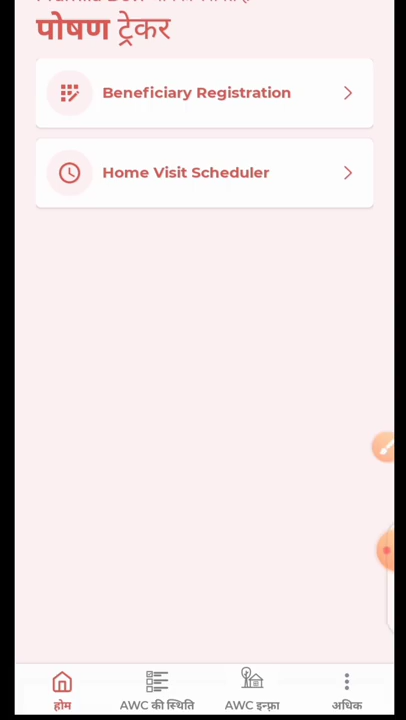 पोषण ट्रेकर
Beneficiary Registration
Home Visit Scheduler
होम
AWC की स्थिति
AWC इन्फ्रा
अधिक